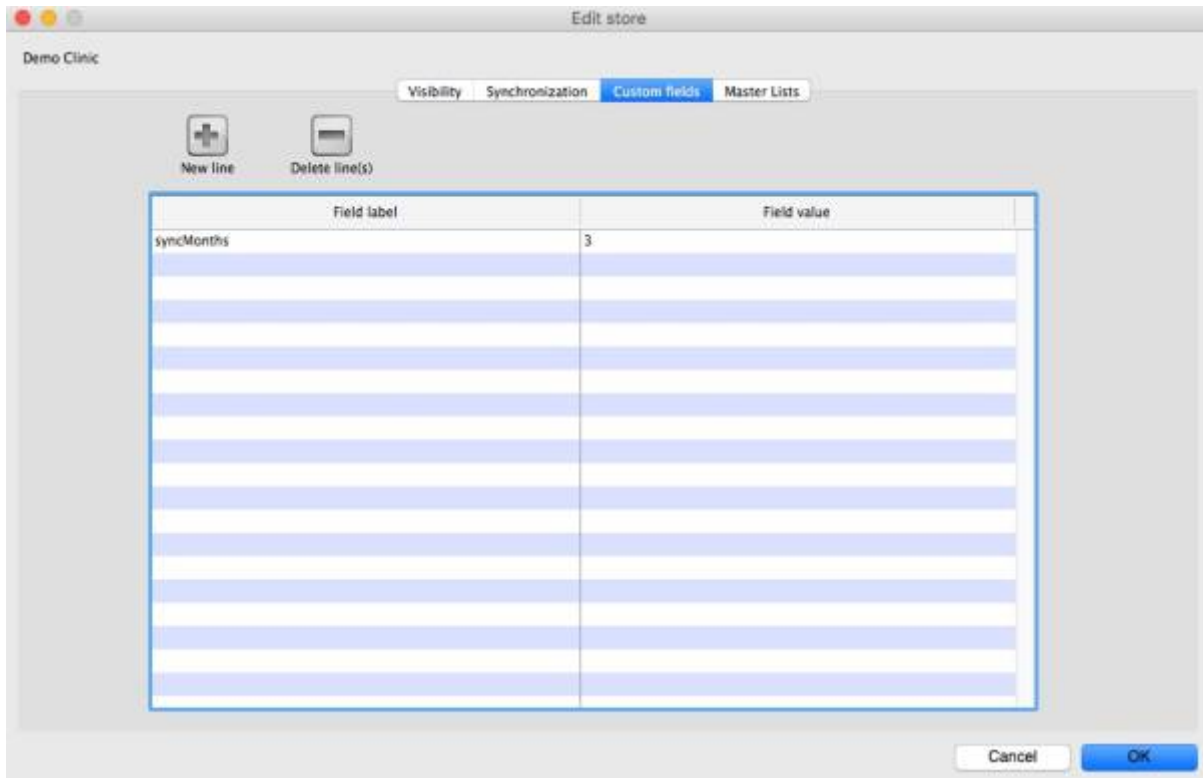 Edit store
Demo Clinic
Visibility Synchronization Custom fields Master Lists
New line Delete line(s)
Field label Field value
syncMonths 3
Cancel OK